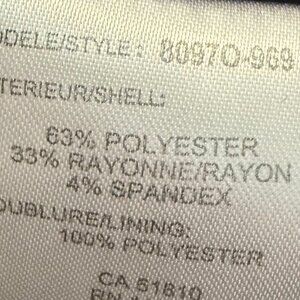 ODELE/STYLE: 8097O-969
TERIEUR/SHELL:
63% POLYESTER
33% RAYONNE/RAYON
4% SPANDEX
OUBLURE/LINING:
100% POLYESTER
CA 51810